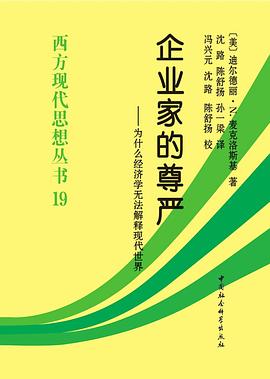 西方现代思想丛书 19
企业家的尊严
——为什么经济学无法解释现代世界
〔美〕迪尔德丽·N.麦克洛斯基 著
沈 路 陈舒扬 孙一梁 译
冯兴元 沈 路 陈舒扬 校
中国社会科学出版社